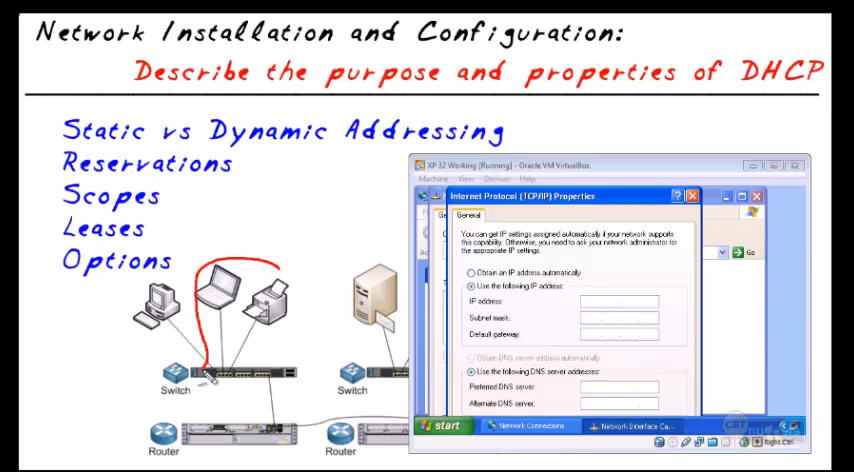 Network Installation and Configuration:
Describe the purpose and properties of DHCP
Static vs Dynamic Addressing
Reservations
Scopes
Leases
Options
Switch
Router
Switch
Router
XP 32 Working [Running] - Oracle VM VirtualBox
Machine View Devices Help
Internet Protocol (TCP/IP) Properties
General
You can get IP settings assigned automatically if your network supports
this capability. Otherwise, you need to ask your network administrator for
the appropriate IP settings.
Obtain an IP address automatically
Use the following IP address:
IP address:
Subnet mask:
Default gateway:
Obtain DNS server address automatically
Use the following DNS server addresses:
Preferred DNS server:
Alternate DNS server:
Go
start
Network Connections
Network Interface Ca...
CBT
Right Ctrl